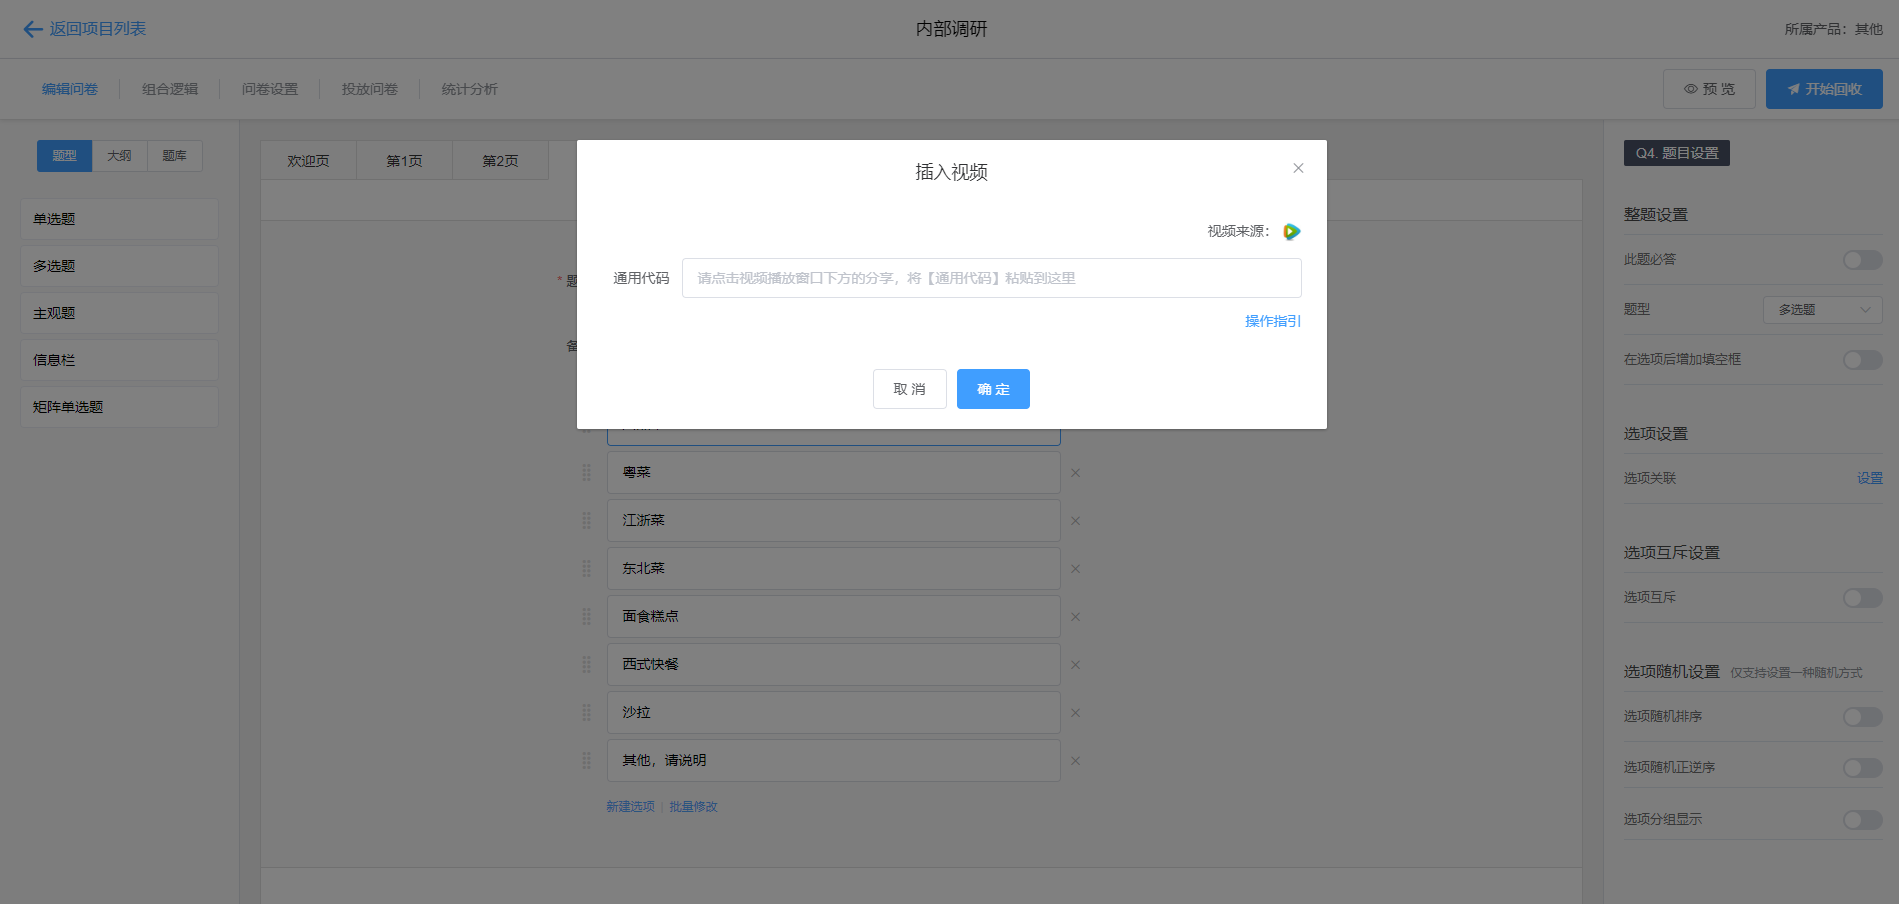 返回项目列表
内部调研
所属产品：其他
编辑问卷
组合逻辑
问卷设置
投放问卷
统计分析
预 览
开始回收
题型
大纲
题库
单选题
多选题
主观题
信息栏
矩阵单选题
欢迎页
第1页
第2页
* 题
备
插入视频
视频来源：
通用代码
请点击视频播放窗口下方的分享，将【通用代码】粘贴到这里
操作指引
取 消
确 定
粤菜
江浙菜
东北菜
面食糕点
西式快餐
沙拉
其他，请说明
新建选项
批量修改
Q4. 题目设置
整题设置
此题必答
题型
多选题
在选项后增加填空框
选项设置
选项关联
设置
选项互斥设置
选项互斥
选项随机设置 仅支持设置一种随机方式
选项随机排序
选项随机正逆序
选项分组显示